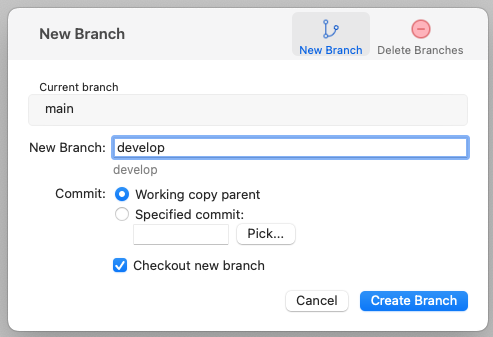 New Branch
New Branch
Delete Branches
Current branch
main
New Branch: develop
develop
Commit: Working copy parent
Specified commit:
Pick...
Checkout new branch
Cancel
Create Branch